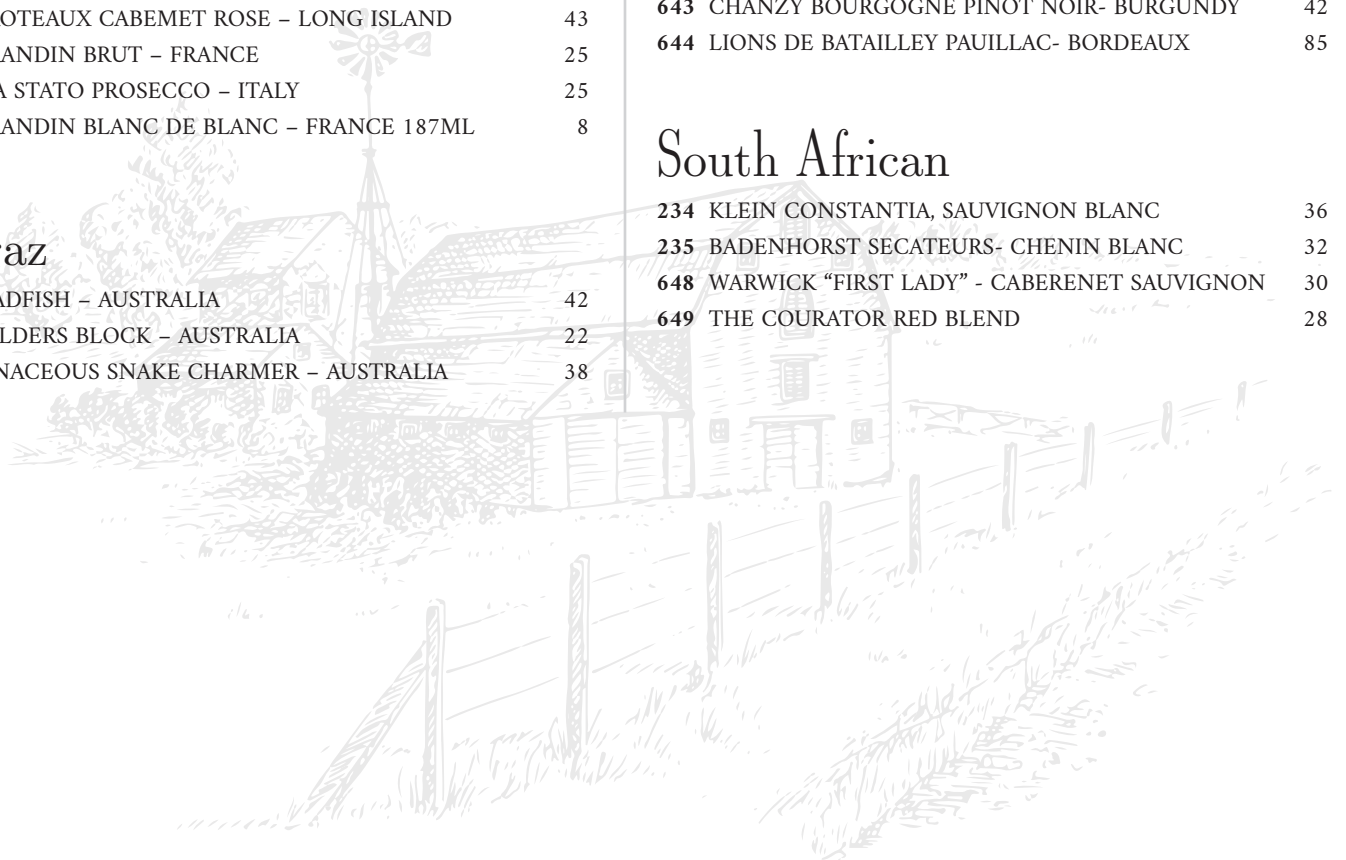 OTEAUX CABEMET ROSE – LONG ISLAND 43
ANDIN BRUT – FRANCE 25
A STATO PROSECCO – ITALY 25
ANDIN BLANC DE BLANC – FRANCE 187ML 8
az
ADFISH – AUSTRALIA 42
LDERS BLOCK – AUSTRALIA 22
NACEOUS SNAKE CHARMER – AUSTRALIA 38
643 CHANZY BOURGOGNE PINOT NOIR- BURGUNDY 42
644 LIONS DE BATAILLEY PAUILLAC- BORDEAUX 85
South African
234 KLEIN CONSTANTIA, SAUVIGNON BLANC 36
235 BADENHORST SECATEURS- CHENIN BLANC 32
648 WARWICK “FIRST LADY” - CABERENET SAUVIGNON 30
649 THE COURATOR RED BLEND 28